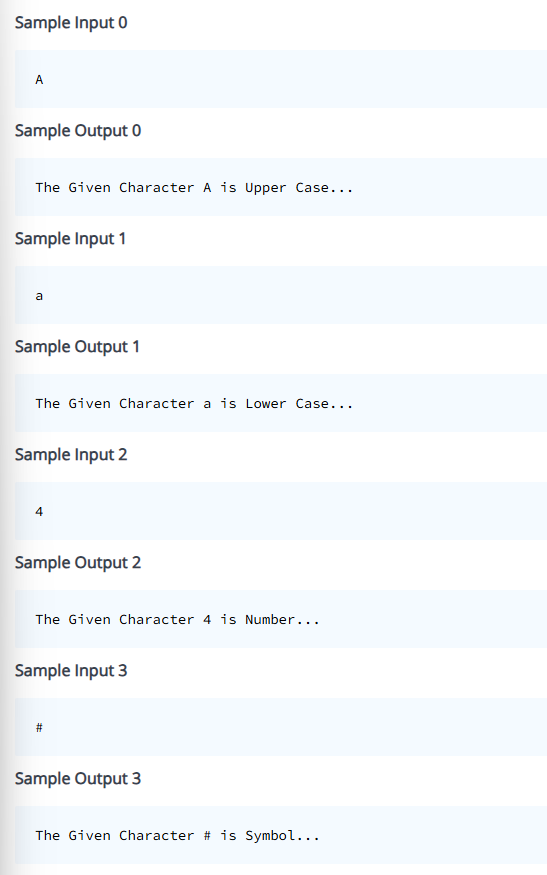 Sample Input 0
A
Sample Output 0
The Given Character A is Upper Case...
Sample Input 1
a
Sample Output 1
The Given Character a is Lower Case...
Sample Input 2
4
Sample Output 2
The Given Character 4 is Number...
Sample Input 3
#
Sample Output 3
The Given Character # is Symbol...